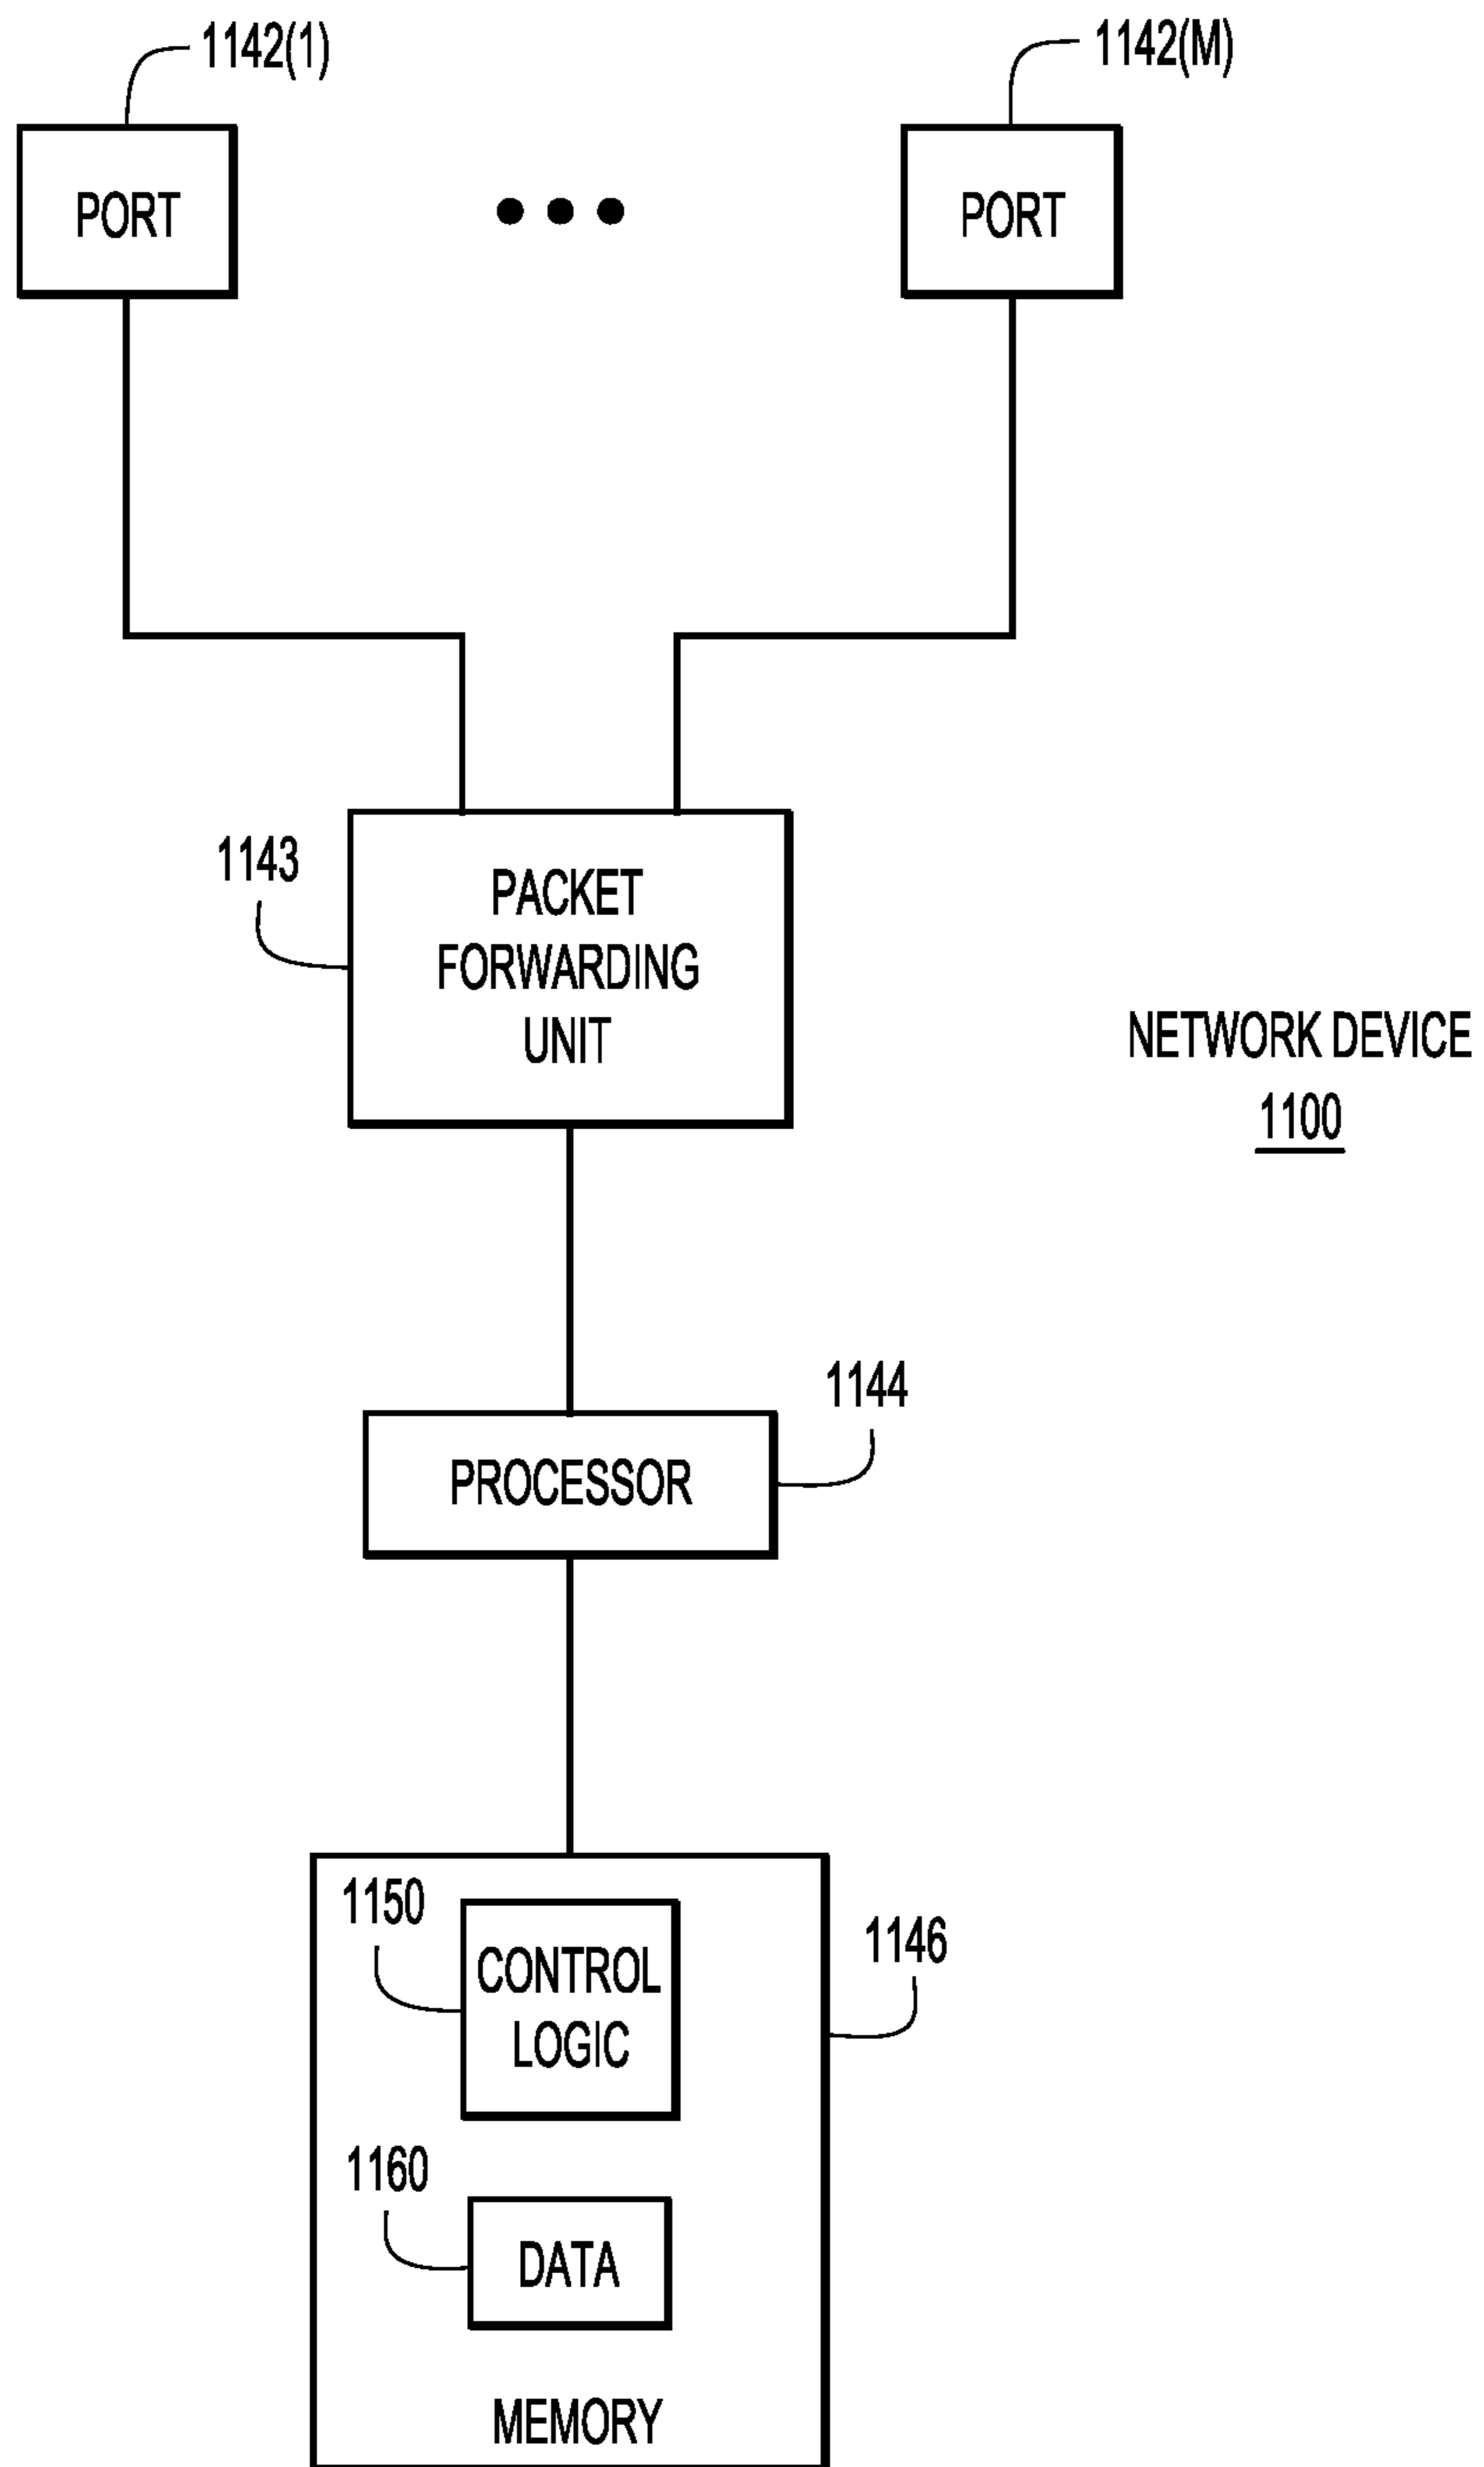 1142(1)
1142(M)
PORT
PORT
1143
PACKET
FORWARDING
UNIT
NETWORK DEVICE
1100
1144
PROCESSOR
1150
CONTROL
LOGIC
1146
1160
DATA
MEMORY